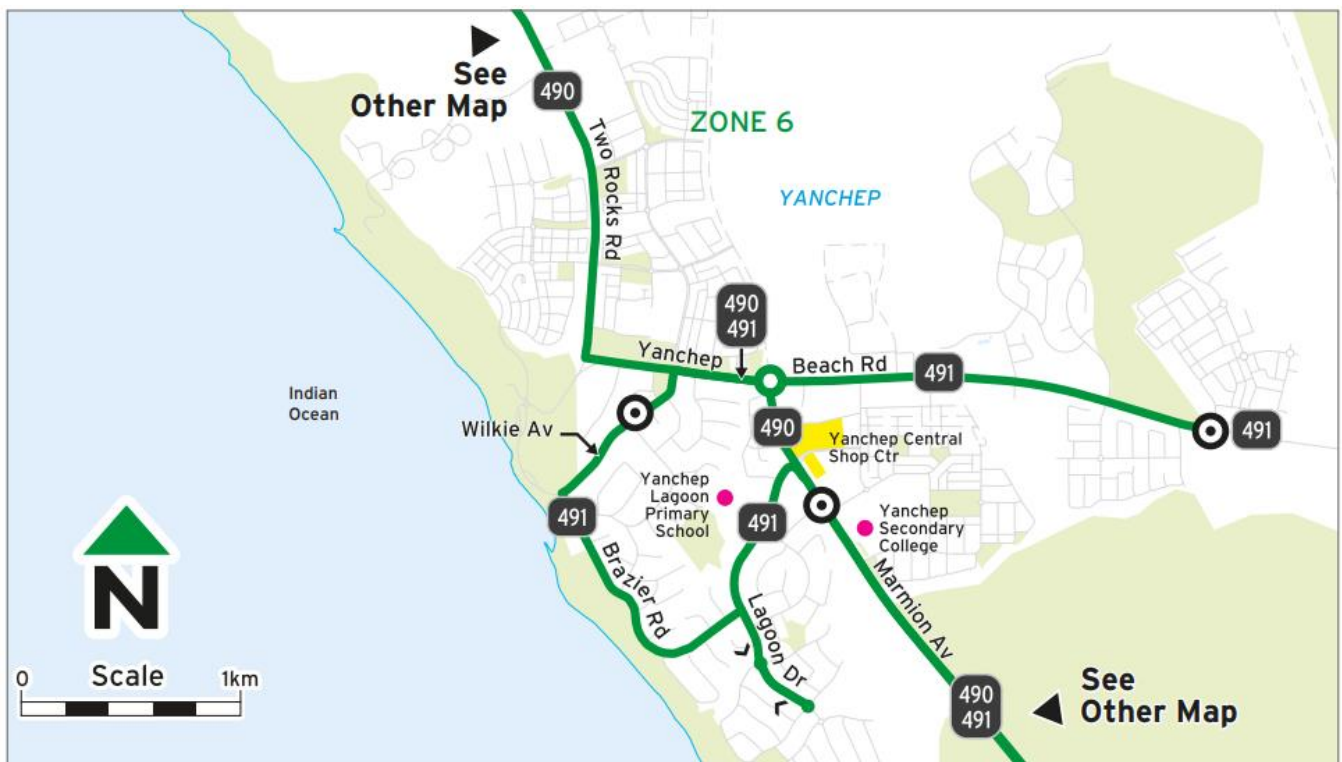 See
Other Map
490
Two Rocks Rd
ZONE 6
YANCHEP
490
491
Yanchep
Beach Rd
491
491
Indian
Ocean
Wilkie Av
490
Yanchep Central
Shop Ctr
Yanchep
Lagoon
Primary
School
491
491
Yanchep
Secondary
College
Brazier Rd
Lagoon Dr
Marmion Av
N
Scale
0
1km
490
491
See
Other Map